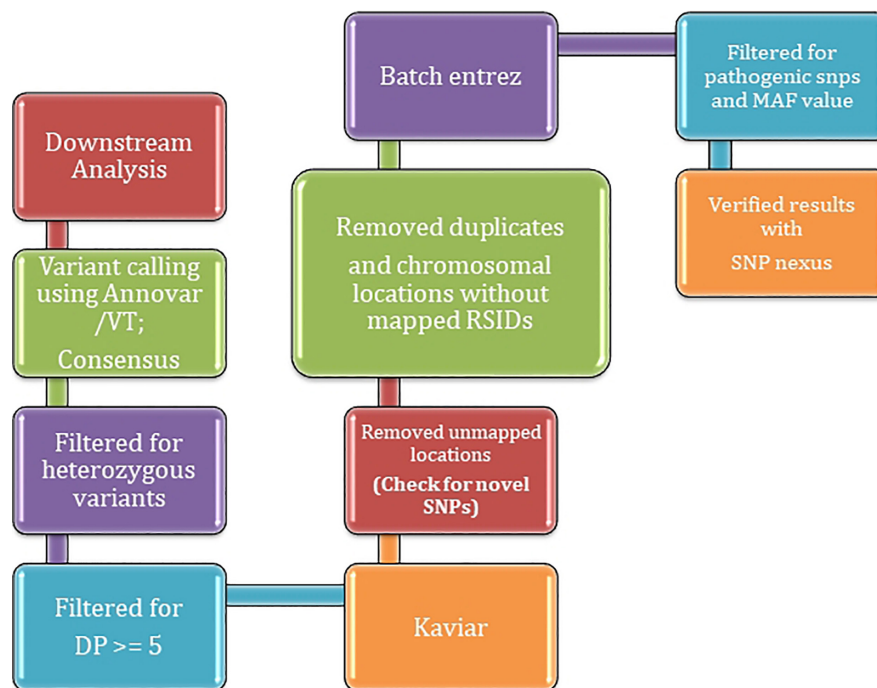 Downstream
Analysis
Variant calling
using Annovar
/VT;
Consensus
Filtered for
heterozygous
variants
Filtered for
DP >= 5
Kaviar
Removed unmapped
locations
(Check for novel
SNPs)
Removed duplicates
and chromosomal
locations without
mapped RSIDs
Batch entrez
Filtered for
pathogenic snps
and MAF value
Verified results
with
SNP nexus